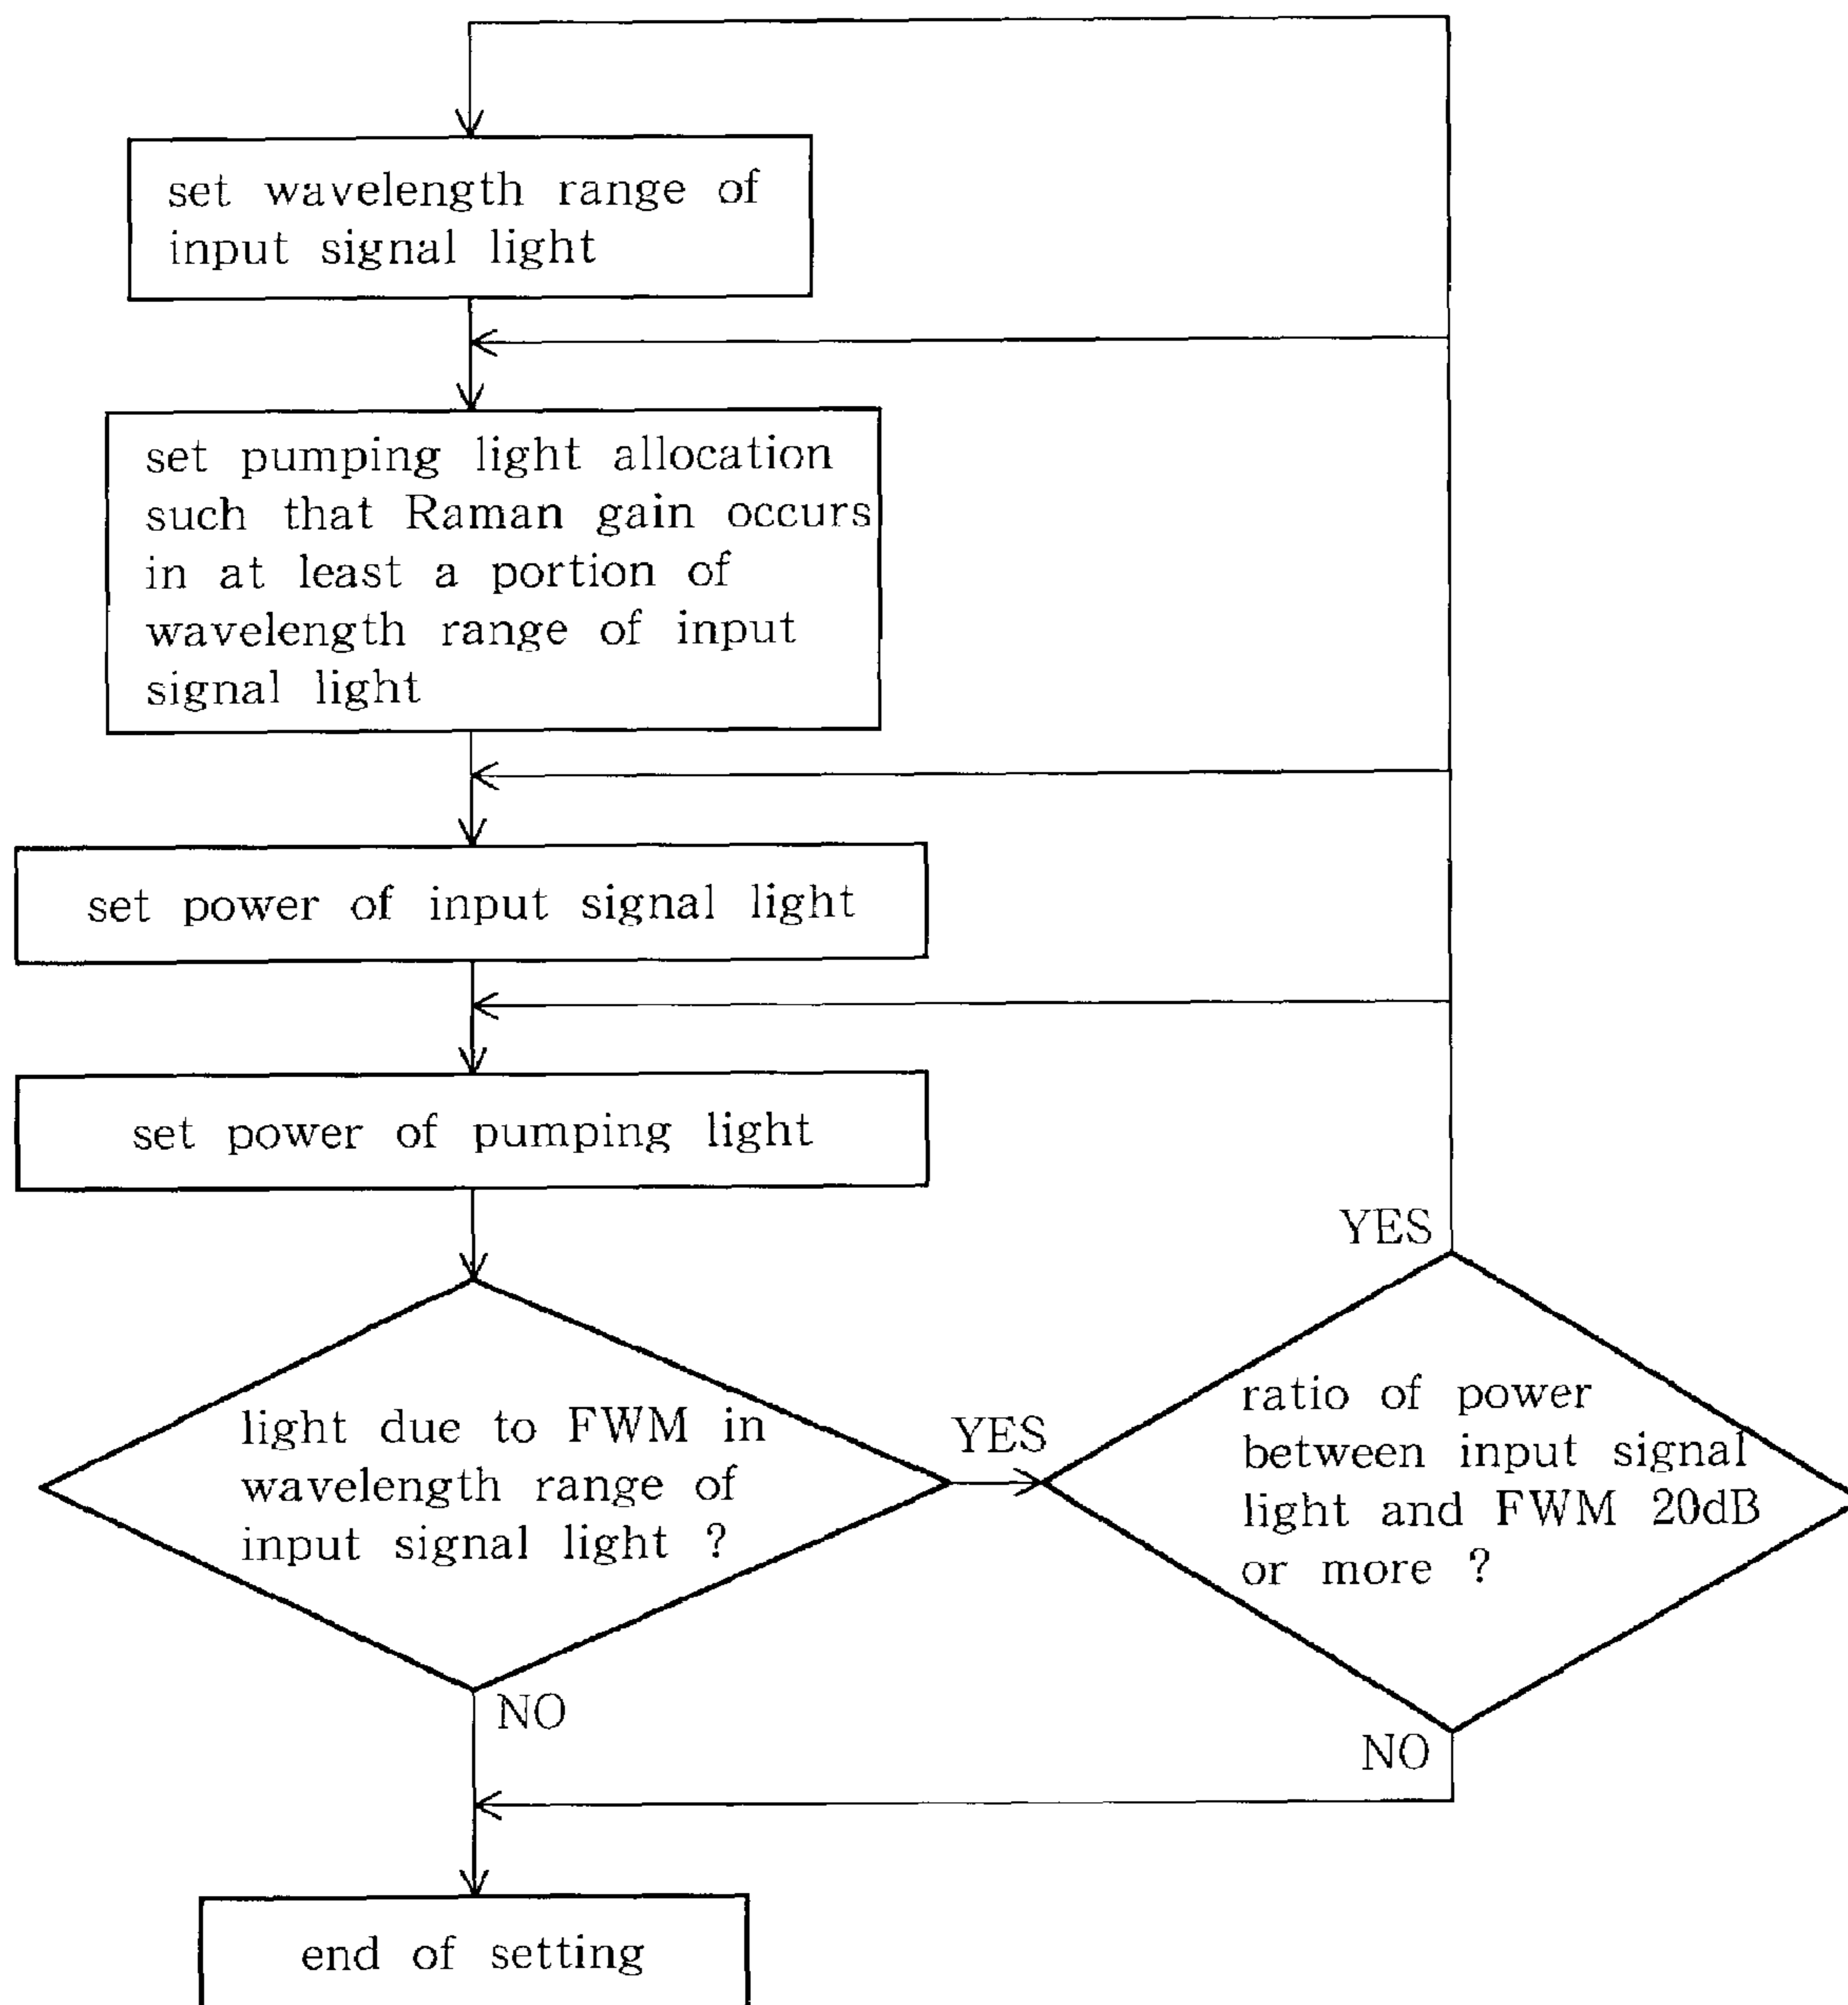 set wavelength range of
input signal light
set pumping light allocation
such that Raman gain occurs
in at least a portion of
wavelength range of input
signal light
set power of input signal light
set power of pumping light
YES
light due to FWM in
wavelength range of
input signal light ?
YES
ratio of power
between input signal
light and FWM 20dB
or more ?
NO
NO
end of setting